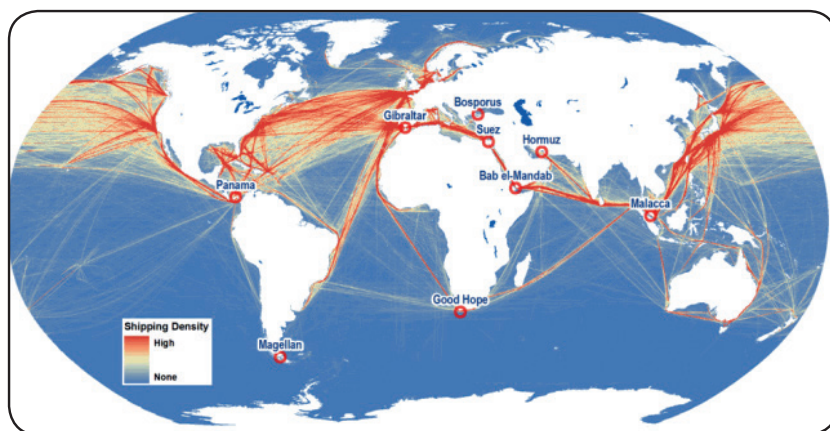 Bosporus
Gibraltar
Suez
Hormuz
Panama
Bab el-Mandab
Malacca
Good Hope
Shipping Density
High
None
Magellan